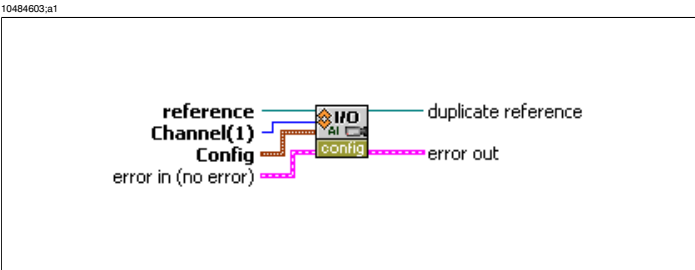 10484603;a1
reference
Channel(1)
Config
error in (no error)
I/O
AI
config
duplicate reference
error out